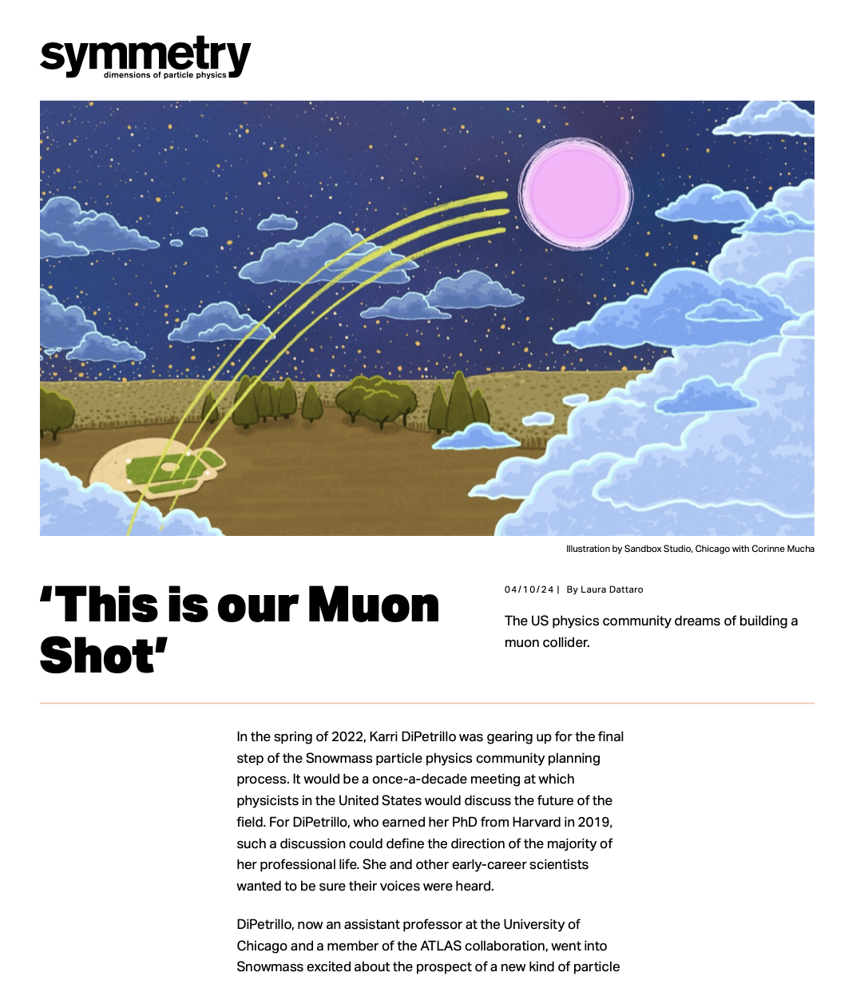 symmetry
dimensions of particle physics
Illustration by Sandbox Studio, Chicago with Corinne Mucha
‘This is our Muon
Shot’
04/10/24 | By Laura Dattaro
The US physics community dreams of building a
muon collider.
In the spring of 2022, Karri DiPetrillo was gearing up for the final
step of the Snowmass particle physics community planning
process. It would be a once-a-decade meeting at which
physicists in the United States would discuss the future of the
field. For DiPetrillo, who earned her PhD from Harvard in 2019,
such a discussion could define the direction of the majority of
her professional life. She and other early-career scientists
wanted to be sure their voices were heard.
DiPetrillo, now an assistant professor at the University of
Chicago and a member of the ATLAS collaboration, went into
Snowmass excited about the prospect of a new kind of particle